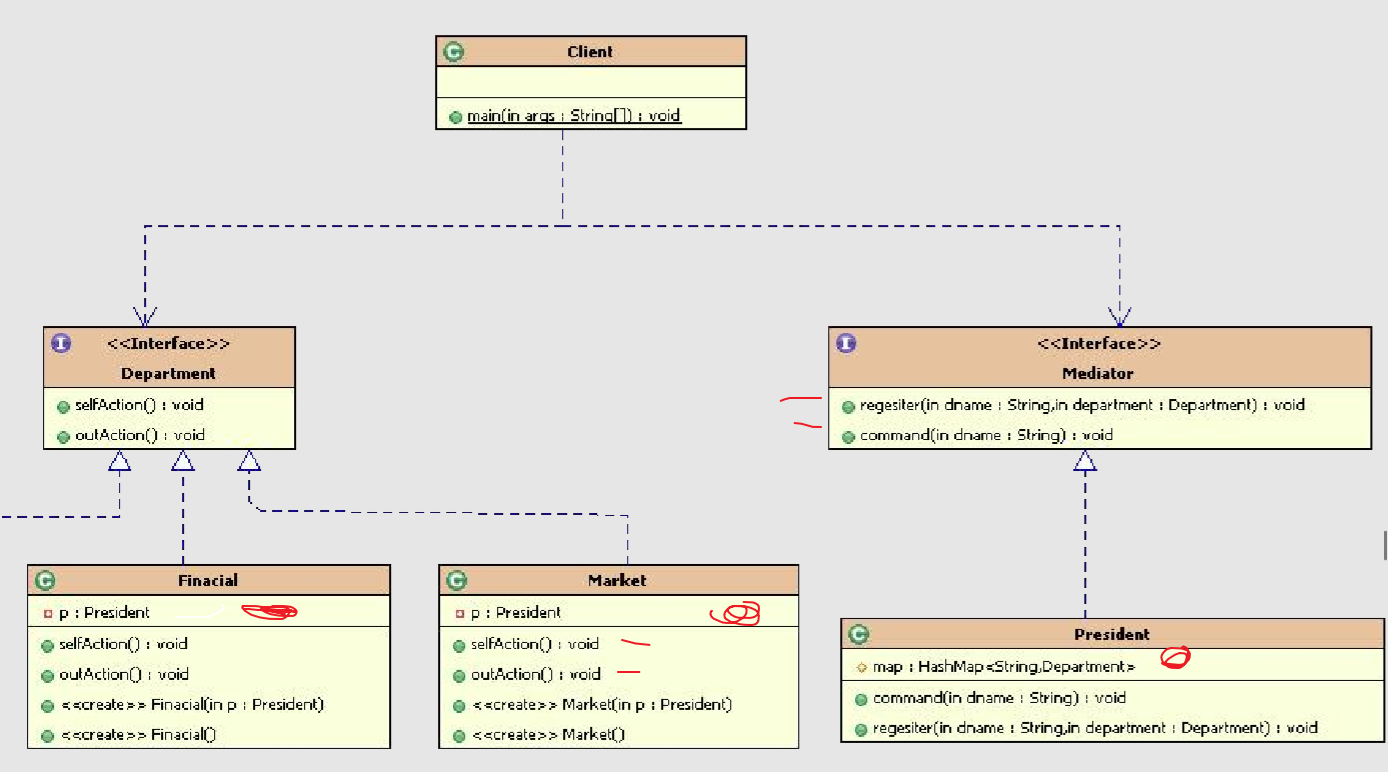 Client
main(in args : String[]) : void
<<Interface>>
Department
selfAction() : void
outAction() : void
<<Interface>>
Mediator
regesiter(in dname : String,in department : Department) : void
command(in dname : String) : void
Finacial
p : President
selfAction() : void
outAction() : void
<<create>> Finacial(in p : President)
<<create>> Finacial()
Market
p : President
selfAction() : void
outAction() : void
<<create>> Market(in p : President)
<<create>> Market()
President
map : HashMap<String,Department>
command(in dname : String) : void
regesiter(in dname : String,in department : Department) : void